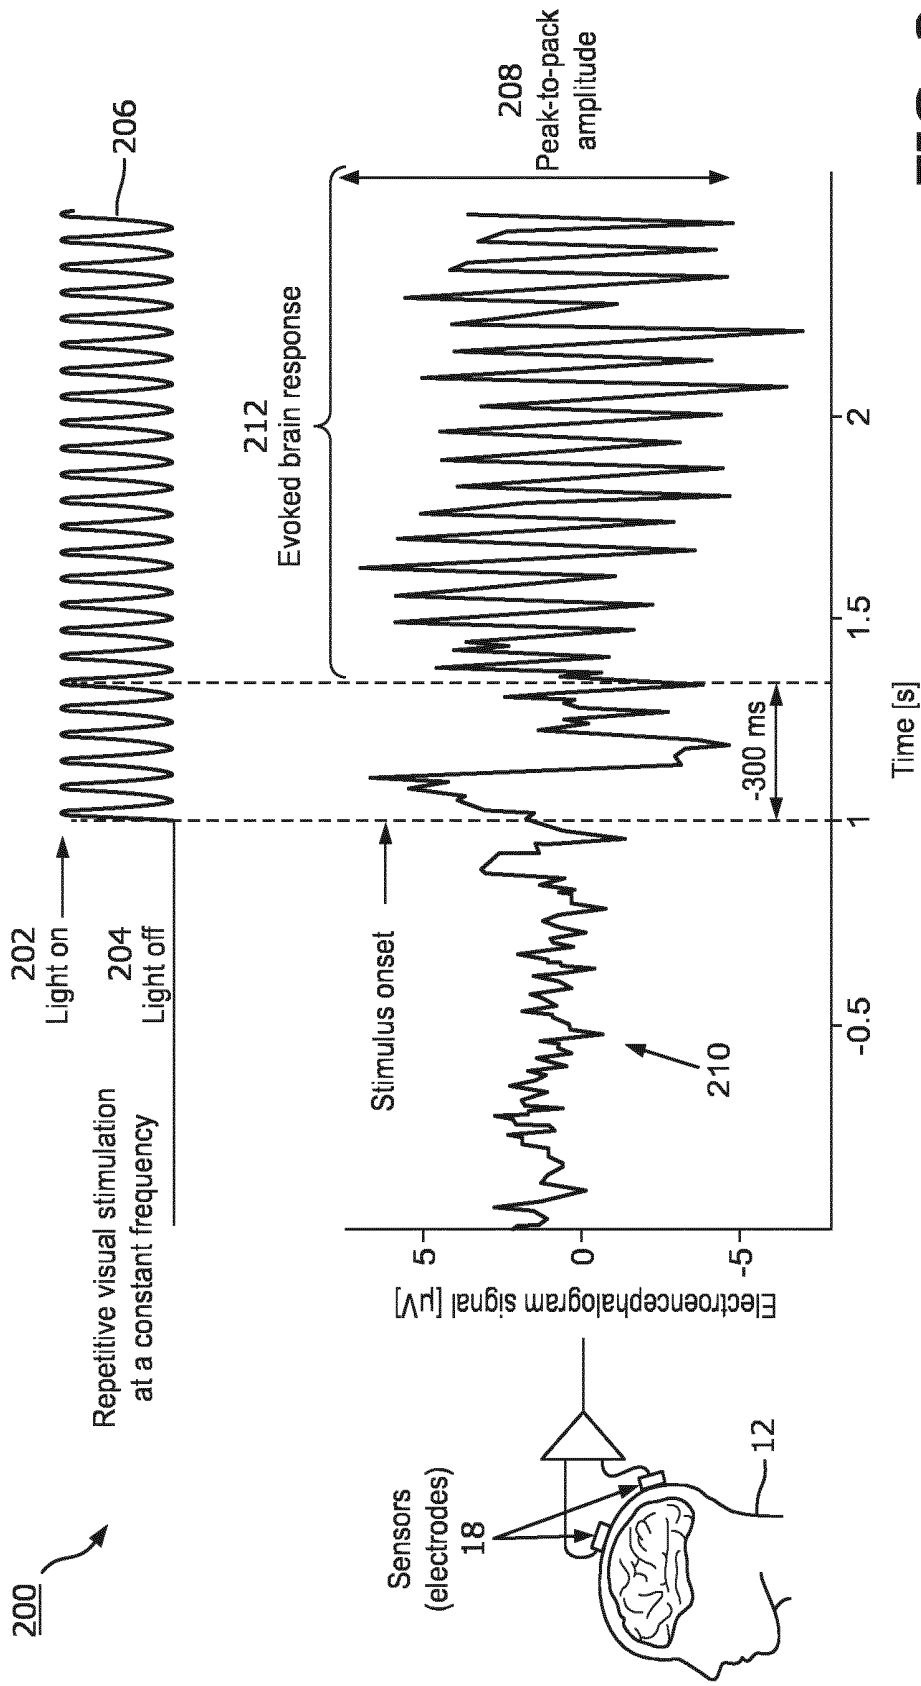 200
Repetitive visual stimulation
at a constant frequency
202
Light on
204
Light off
206
Stimulus onset
212
Evoked brain response
208
Peak-to-pack
amplitude
Sensors
(electrodes)
18
12
Electroencephalogram signal [µV]
5
0
-5
210
-300 ms
-0.5
1
1.5
2
Time [s]